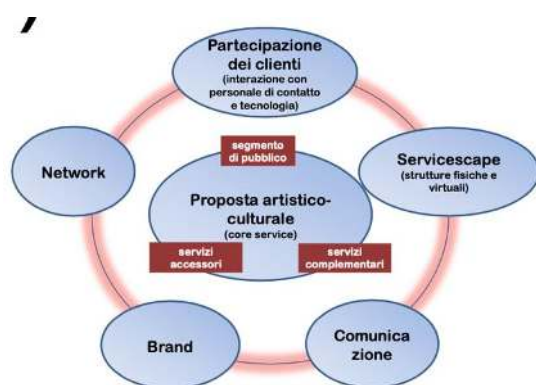 Partecipazione
dei clienti
(interazione con
personale di contatto
e tecnologia)
segmento
di pubblico
Network
Servicescape
(strutture fisiche e
virtuali)
Proposta artistico-
culturale
(core service)
servizi
accessori
servizi
complementari
Brand
Comunica
zione